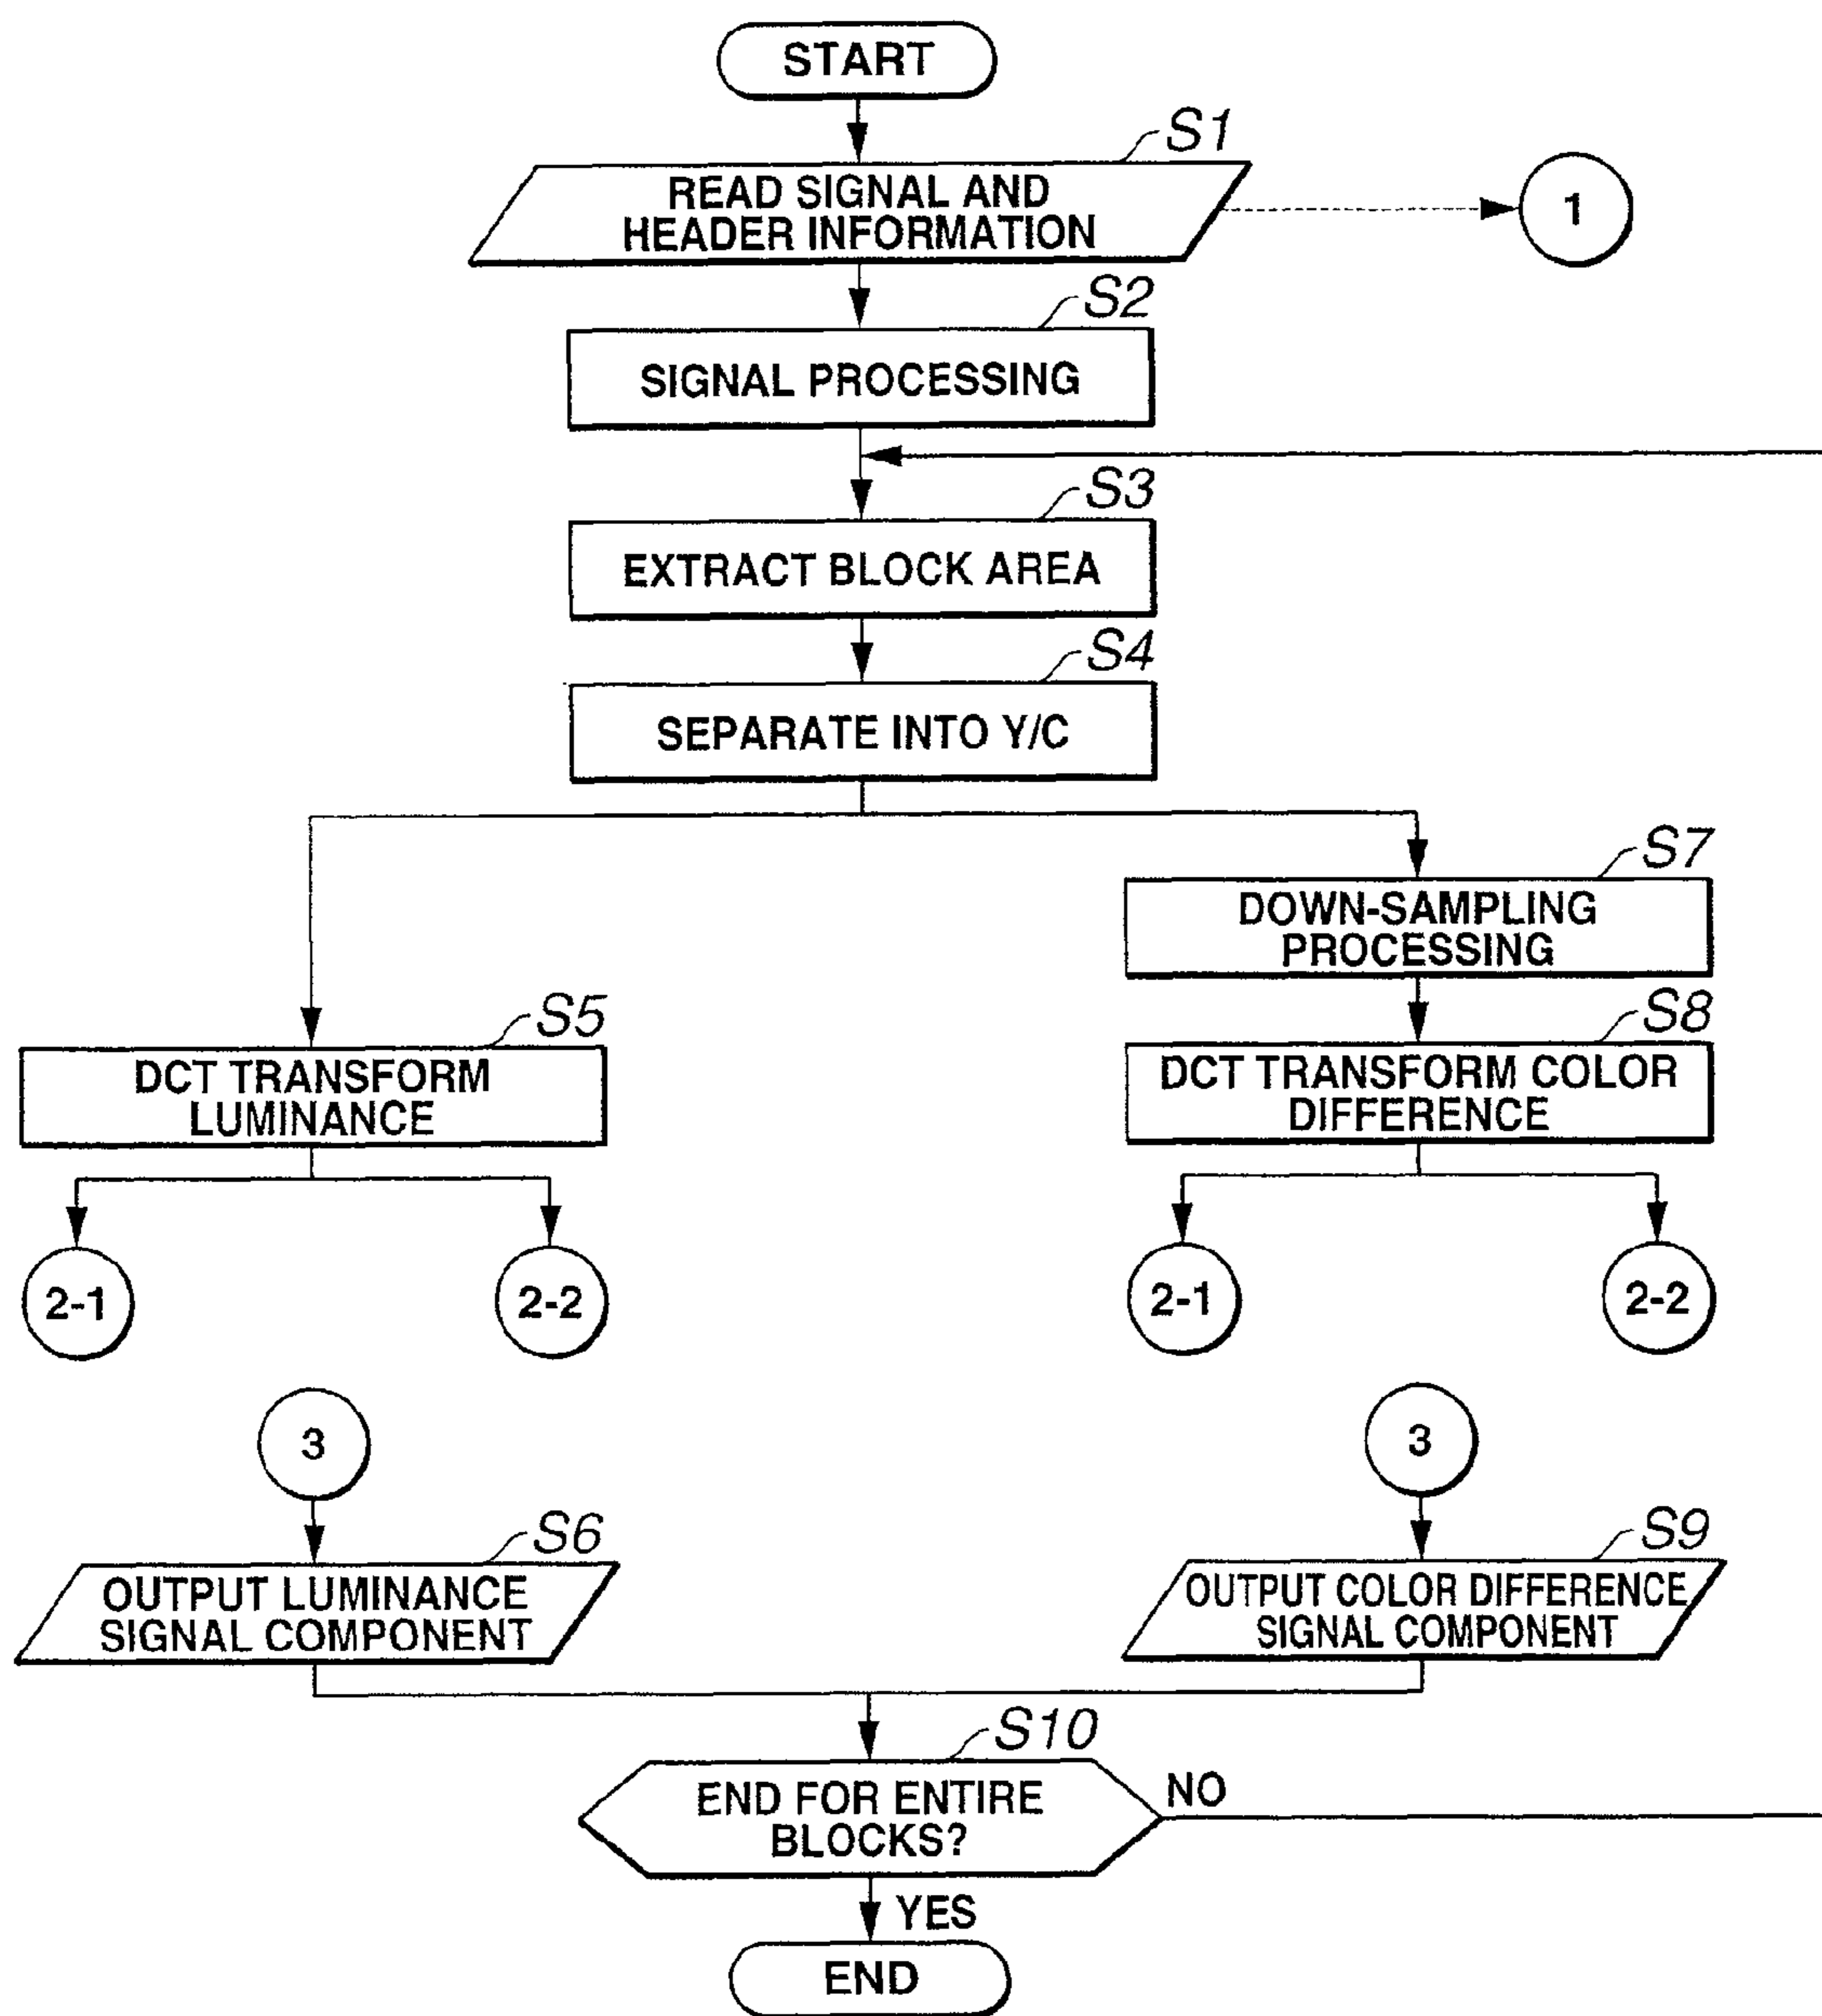 START
S1
READ SIGNAL AND
HEADER INFORMATION
1
S2
SIGNAL PROCESSING
S3
EXTRACT BLOCK AREA
S4
SEPARATE INTO Y/C
S7
DOWN-SAMPLING
PROCESSING
S5
DCT TRANSFORM
LUMINANCE
S8
DCT TRANSFORM COLOR
DIFFERENCE
2-1
2-2
2-1
2-2
3
3
S6
OUTPUT LUMINANCE
SIGNAL COMPONENT
S9
OUTPUT COLOR DIFFERENCE
SIGNAL COMPONENT
S10
END FOR ENTIRE
BLOCKS?
NO
YES
END